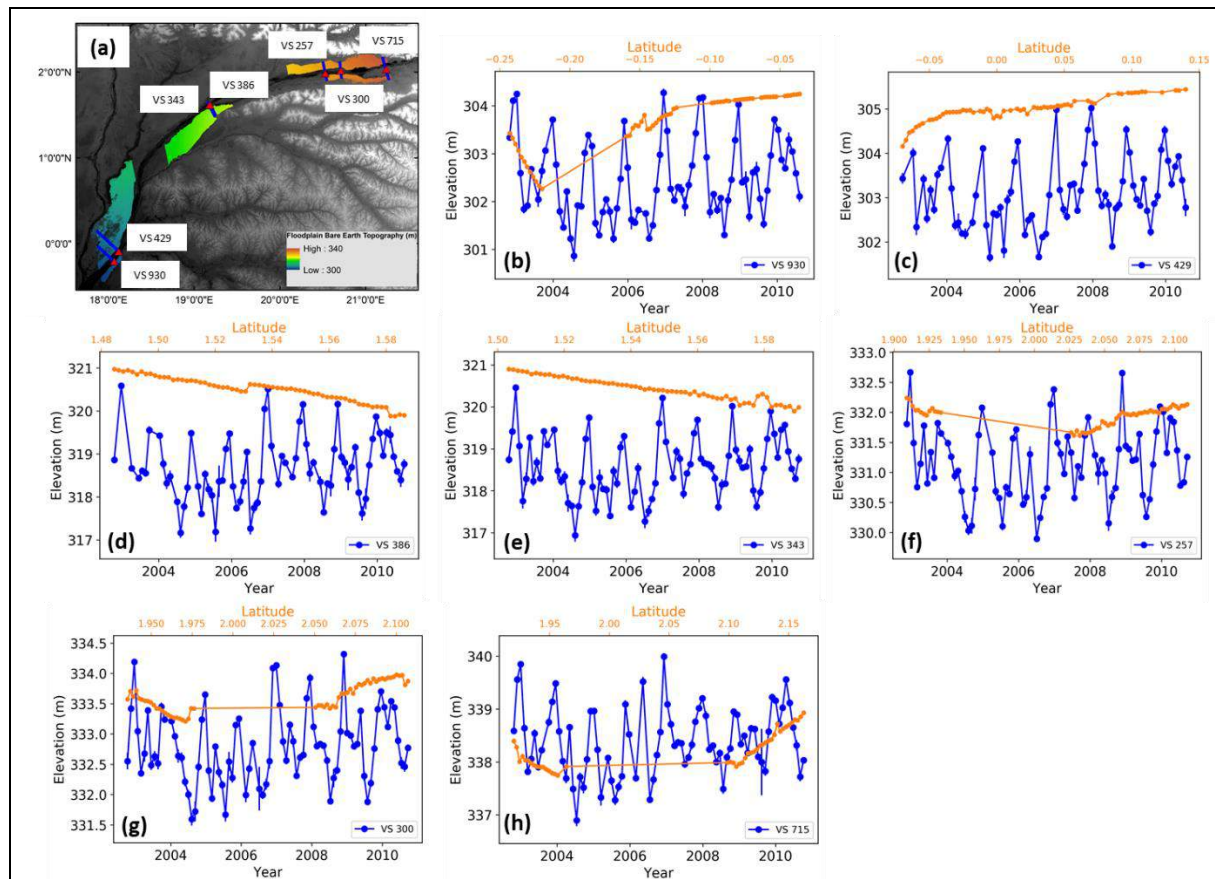 (a)
VS 257
VS 715
2°0'0"N
VS 386
VS 343
VS 300
1°0'0"N
0°0'0"
VS 429
VS 930
Floodplain Bare Earth Topography (m)
High : 340
Low : 300
17°0'0"E 19°0'0"E 20°0'0"E 21°0'0"E
Latitude
−0.25 −0.20 −0.15 −0.10 −0.05
304
303
302
301
Elevation (m)
(b)
VS 930
2004 2006 2008 2010
Year
Latitude
−0.05 0.00 0.05 0.10 0.14
305
304
303
302
Elevation (m)
(c)
VS 429
2004 2006 2008 2010
Year
Latitude
1.48 1.50 1.52 1.54 1.56 1.58
321
320
319
318
317
Elevation (m)
(d)
VS 386
2004 2006 2008 2010
Year
Latitude
1.50 1.52 1.54 1.56 1.58
321
320
319
318
317
Elevation (m)
(e)
VS 343
2004 2006 2008 2010
Year
Latitude
1.900 1.925 1.950 1.975 2.000 2.025 2.050 2.075 2.100
333.0
332.0
331.0
330.0
Elevation (m)
(f)
VS 257
2004 2006 2008 2010
Year
Latitude
1.950 1.975 2.000 2.025 2.050 2.075 2.100
334.5
334.0
333.5
333.0
332.5
332.0
331.5
Elevation (m)
(g)
VS 300
2004 2006 2008 2010
Year
Latitude
1.95 2.00 2.05 2.10 2.15
340
339
338
337
Elevation (m)
(h)
VS 715
2004 2006 2008 2010
Year